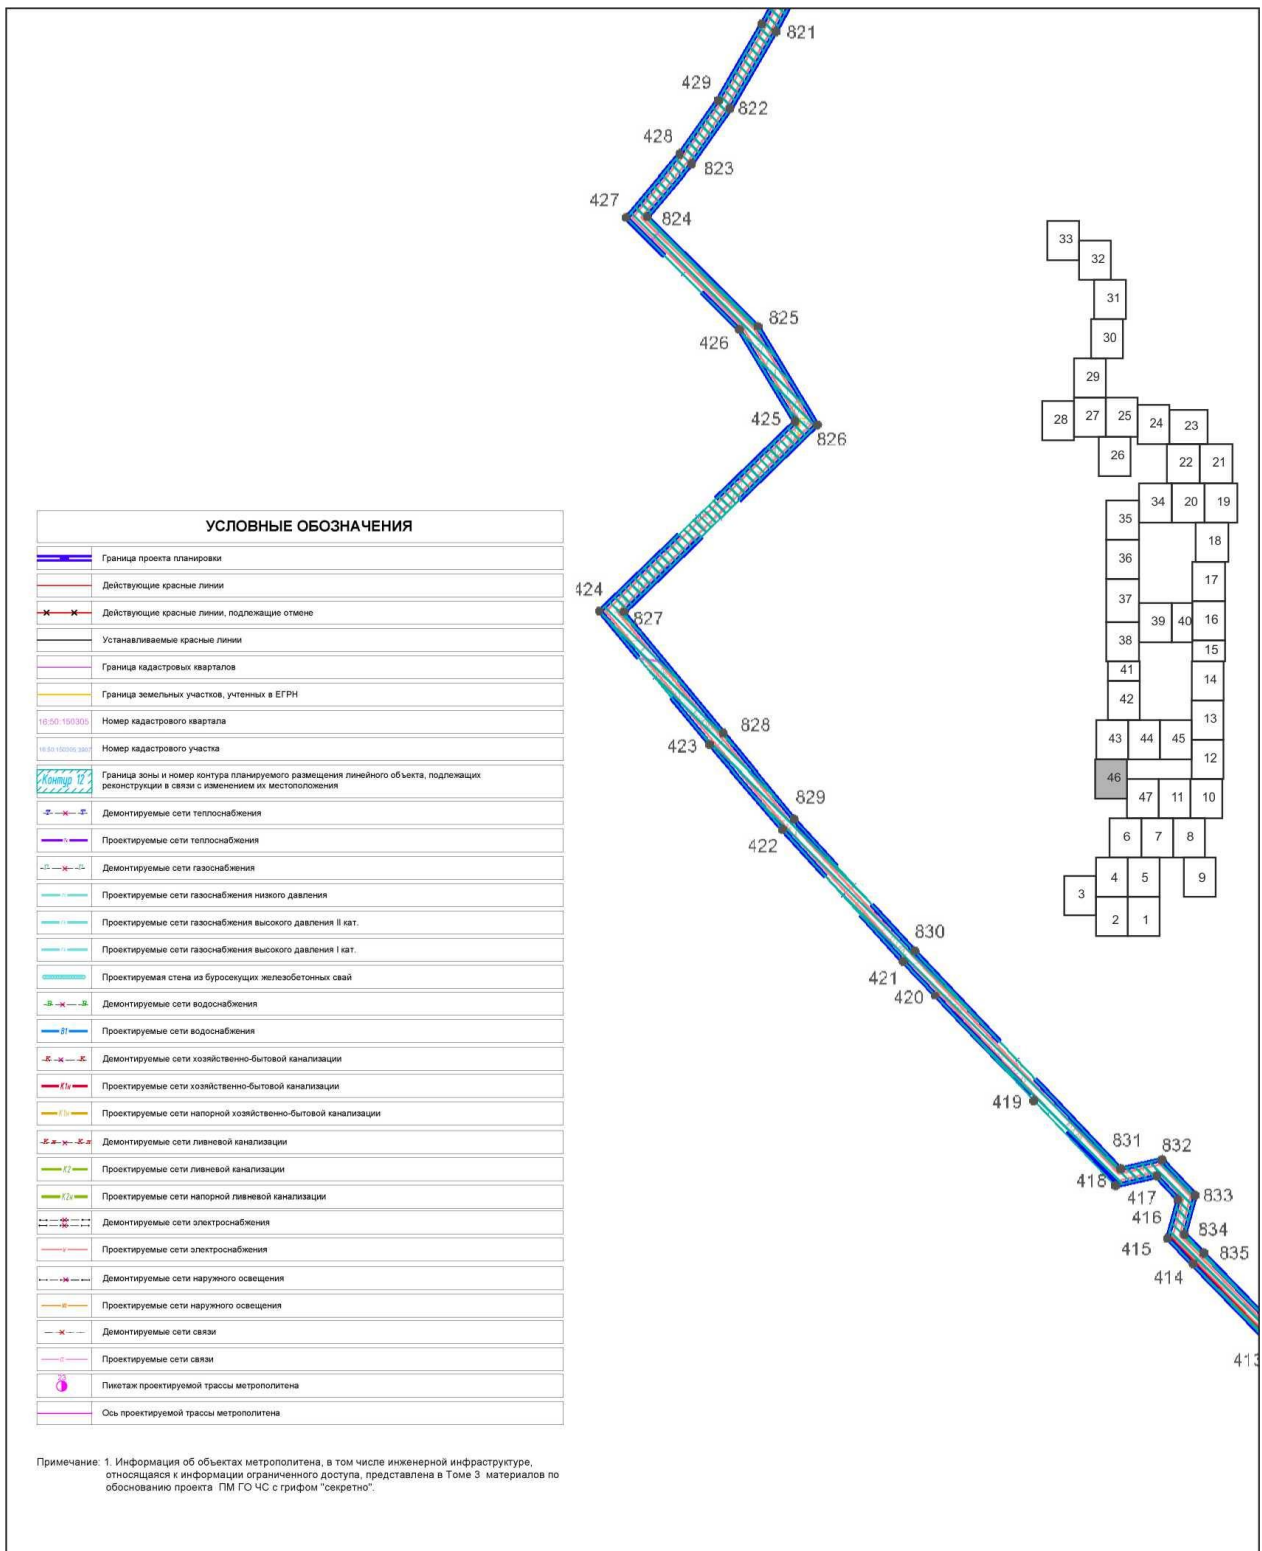 821
429
822
428
823
427
824
825
426
425
826
424
827
828
423
829
422
830
421
420
419
831
832
418
417
833
416
834
415
835
414
413
33
32
31
30
29
28
27
25
24
23
26
22
21
34
20
19
35
18
36
17
37
39
40
16
38
15
41
14
42
13
43
44
45
12
46
47
11
10
6
7
8
4
5
9
3
2
1
УСЛОВНЫЕ ОБОЗНАЧЕНИЯ
Граница проекта планировки
Действующие красные линии
Действующие красные линии, подлежащие отмене
Устанавливаемые красные линии
Граница кадастровых кварталов
Граница земельных участков, учтенных в ЕГРН
16:50:150305 Номер кадастрового квартала
Номер кадастрового участка
Контур 12 Граница зоны и номер контура планируемого размещения линейного объекта, подлежащих
реконструкции в связи с изменением их местоположения
Демонтируемые сети теплоснабжения
Проектируемые сети теплоснабжения
Демонтируемые сети газоснабжения
Проектируемые сети газоснабжения низкого давления
Проектируемые сети газоснабжения высокого давления II кат.
Проектируемые сети газоснабжения высокого давления I кат.
Проектируемая стена из буросекущих железобетонных свай
Демонтируемые сети водоснабжения
В1 Проектируемые сети водоснабжения
Демонтируемые сети хозяйственно-бытовой канализации
Проектируемые сети хозяйственно-бытовой канализации
Проектируемые сети напорной хозяйственно-бытовой канализации
Демонтируемые сети ливневой канализации
К2 Проектируемые сети ливневой канализации
К2н Проектируемые сети напорной ливневой канализации
Демонтируемые сети электроснабжения
Проектируемые сети электроснабжения
Демонтируемые сети наружного освещения
Проектируемые сети наружного освещения
Демонтируемые сети связи
Проектируемые сети связи
23
Пикетаж проектируемой трассы метрополитена
Ось проектируемой трассы метрополитена
Примечание: 1. Информация об объектах метрополитена, в том числе инженерной инфраструктуре,
относящаяся к информации ограниченного доступа, представлена в Томе 3 материалов по
обоснованию проекта ПМ ГО ЧС с грифом "секретно".